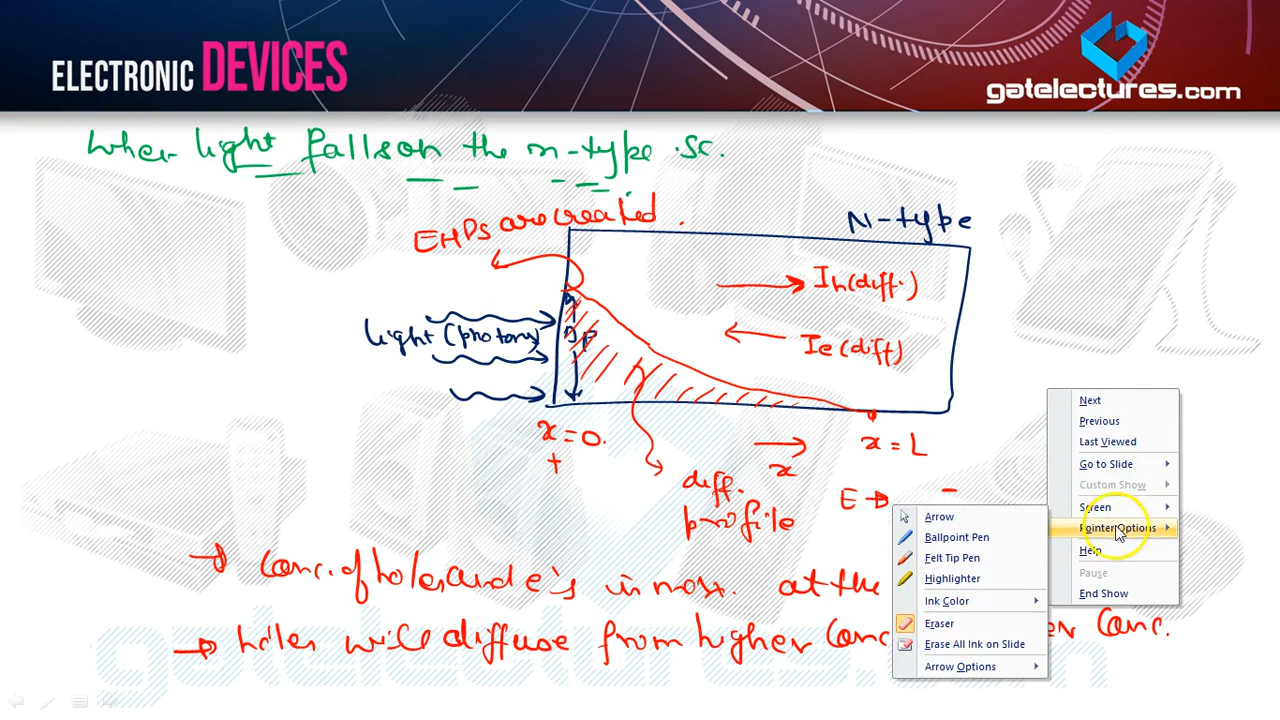 ELECTRONIC DEVICES
gatelectures.com
When light falls on the n-type sc.
EHPs are created.
N-type
Ih(diff.)
light (photons)
ΔP
Ie(diff)
x=0.
x = L
+
x
diff.
profile
E →
-
→ Conc. of holes and e's is max. at the
→ holes will diffuse from higher Conc er Conc.
Next
Previous
Last Viewed
Go to Slide
Custom Show
Screen
Pointer Options
Help
Pause
End Show
Arrow
Ballpoint Pen
Felt Tip Pen
Highlighter
Ink Color
Eraser
Erase All Ink on Slide
Arrow Options